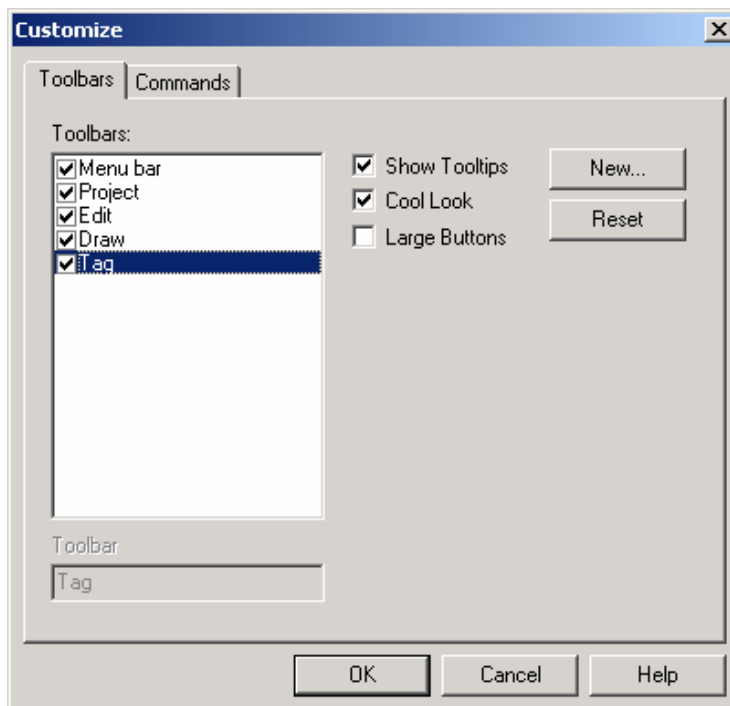 Customize
Toolbars
Commands
Toolbars:
Menu bar
Project
Edit
Draw
Tag
Show Tooltips
Cool Look
Large Buttons
New...
Reset
Toolbar
Tag
OK
Cancel
Help